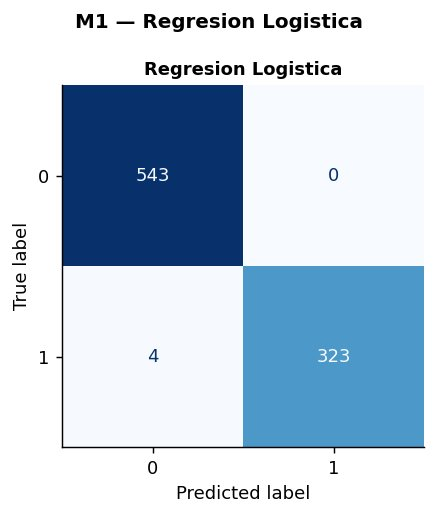 M1 — Regresion Logistica
Regresion Logistica
0
543
0
True label
1
4
323
0
1
Predicted label